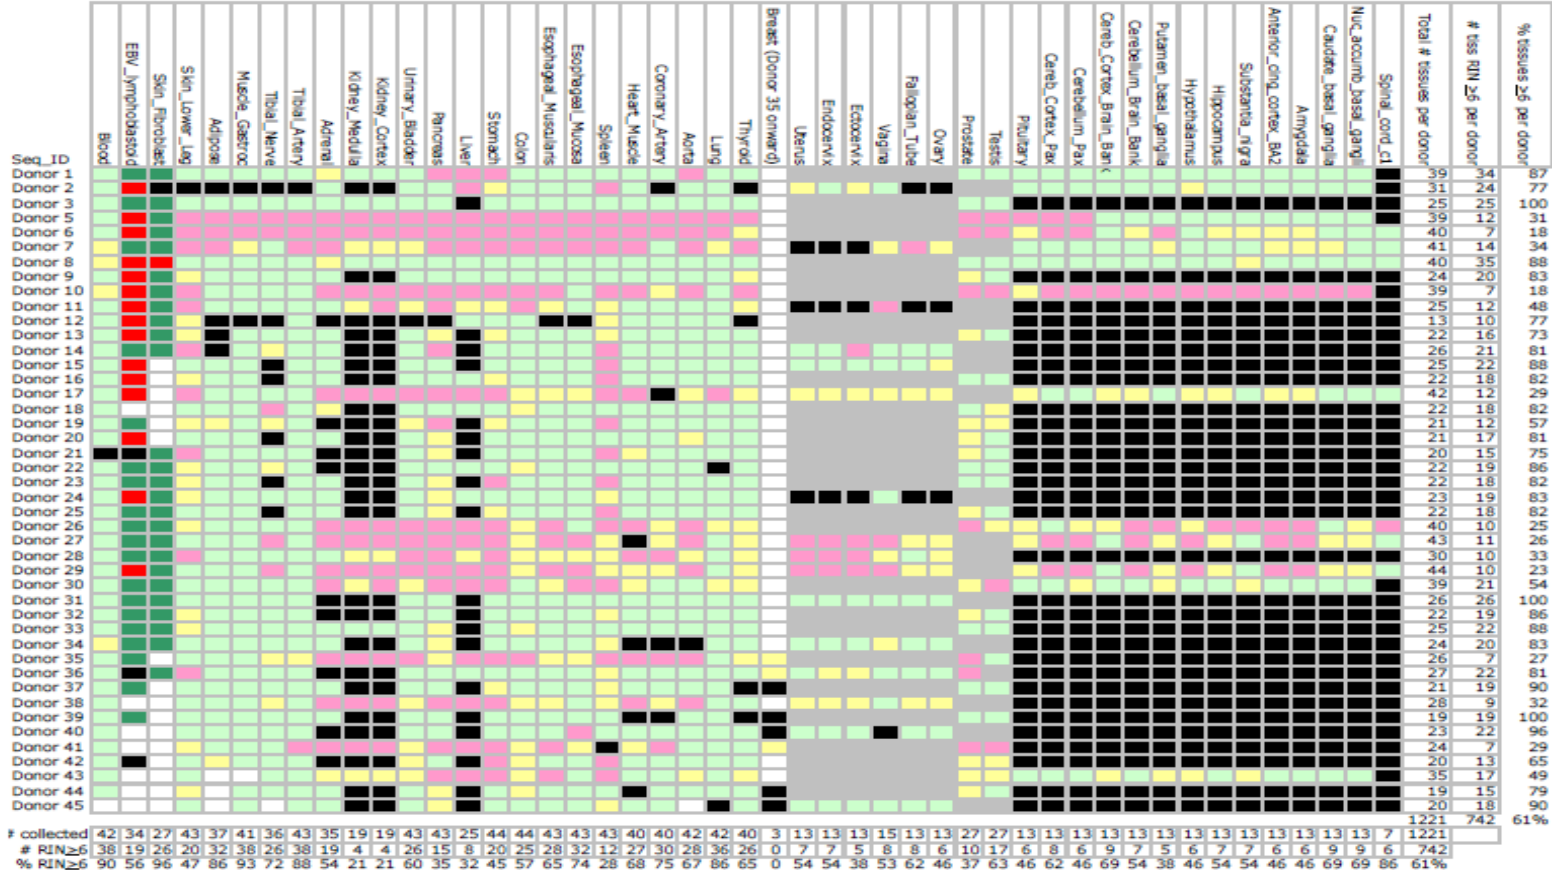 Seq_ID
Blood
EBV_lymphoblastoid
Skin_Fibroblast
Skin_Lower_Leg
Adipose
Muscle_Gastroc
Tibial_Nerve
Tibial_Artery
Adrenal
Kidney_Medulla
Kidney_Cortex
Urinary_Bladder
Pancreas
Liver
Stomach
Colon
Esophageal_Muscularis
Esophageal_Mucosa
Spleen
Heart_Muscle
Coronary_Artery
Aorta
Lung
Thyroid
Breast (Donor 35 onward)
Uterus
Endocervix
Ectocervix
Vagina
Fallopian_Tube
Ovary
Prostate
Testis
Pituitary
Cereb_Cortex_Pax
Cerebellum_Pax
Cereb_Cortex_Brain_Bank
Cerebellum_Brain_Bank
Putamen_basal_ganglia
Hypothalamus
Hippocampus
Substantia_nigra
Anterior_cing_cortex_BA2
Amygdala
Caudate_basal_ganglia
Nuc_accumb_basal_gangli
Spinal_cord_c1
Total # tissues per donor
# tiss RIN ≥6 per donor
% tissues ≥6 per donor
Donor 1 39 34 87
Donor 2 31 24 77
Donor 3 25 25 100
Donor 5 39 12 31
Donor 6 40 7 18
Donor 7 41 14 34
Donor 8 40 35 88
Donor 9 24 20 83
Donor 10 39 7 18
Donor 11 25 12 48
Donor 12 13 10 77
Donor 13 22 16 73
Donor 14 26 21 81
Donor 15 25 22 88
Donor 16 22 18 82
Donor 17 42 12 29
Donor 18 22 18 82
Donor 19 21 12 57
Donor 20 21 17 81
Donor 21 20 15 75
Donor 22 22 19 86
Donor 23 22 18 82
Donor 24 23 19 83
Donor 25 22 18 82
Donor 26 40 10 25
Donor 27 43 11 26
Donor 28 30 10 33
Donor 29 44 10 23
Donor 30 39 21 54
Donor 31 26 26 100
Donor 32 22 19 86
Donor 33 25 22 88
Donor 34 24 20 83
Donor 35 26 7 27
Donor 36 27 22 81
Donor 37 21 19 90
Donor 38 28 9 32
Donor 39 19 19 100
Donor 40 23 22 96
Donor 41 24 7 29
Donor 42 20 13 65
Donor 43 35 17 49
Donor 44 19 15 79
Donor 45 20 18 90
1221 742 61%
# collected 42 34 27 43 37 41 36 43 35 19 19 43 43 25 44 44 43 43 43 40 40 42 42 40 3 13 13 13 15 13 13 27 27 13 13 13 13 13 13 13 13 13 13 13 13 13 7 1221
# RIN≥6 38 19 26 20 32 38 26 38 19 4 4 26 15 8 20 25 28 32 12 27 30 28 36 26 0 7 7 5 8 8 6 10 17 6 8 6 9 7 5 6 7 7 6 6 9 9 6 742
% RIN≥6 90 56 96 47 86 93 72 88 54 21 21 60 35 32 45 57 65 74 28 68 75 67 86 65 0 54 54 38 53 62 46 37 63 46 62 46 69 54 38 46 54 54 46 46 69 69 86 61%